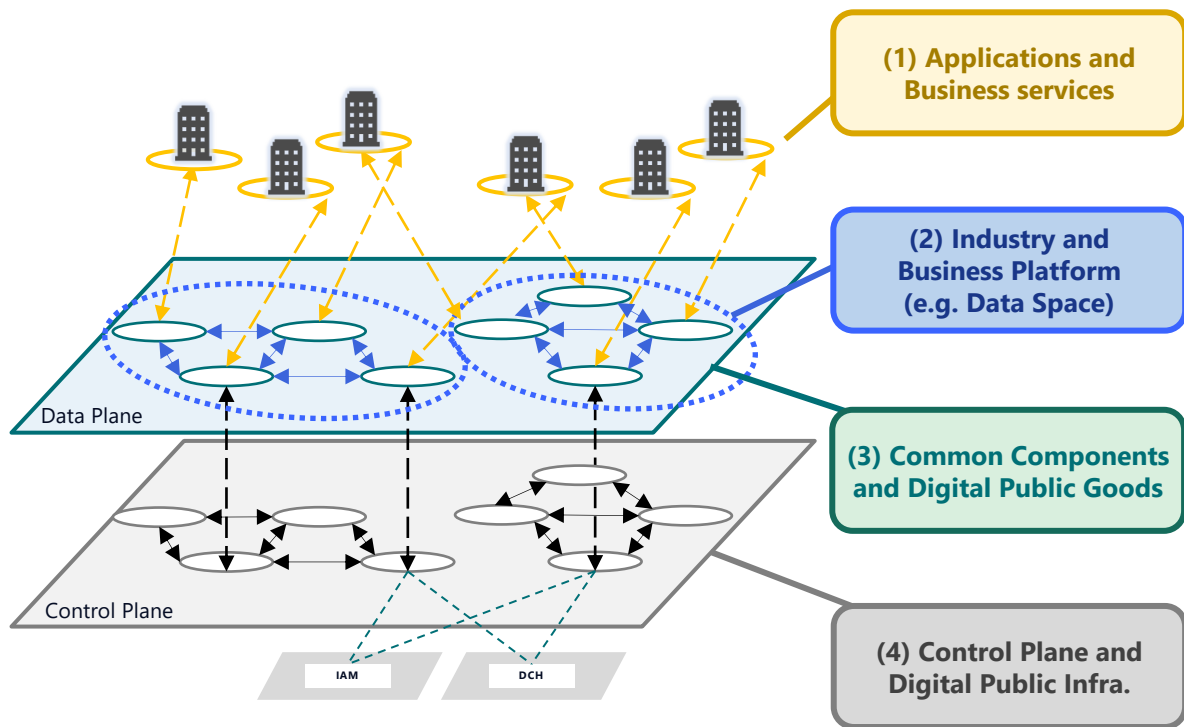 (1) Applications and
Business services
(2) Industry and
Business Platform
(e.g. Data Space)
Data Plane
(3) Common Components
and Digital Public Goods
Control Plane
(4) Control Plane and
Digital Public Infra.
IAM
DCH